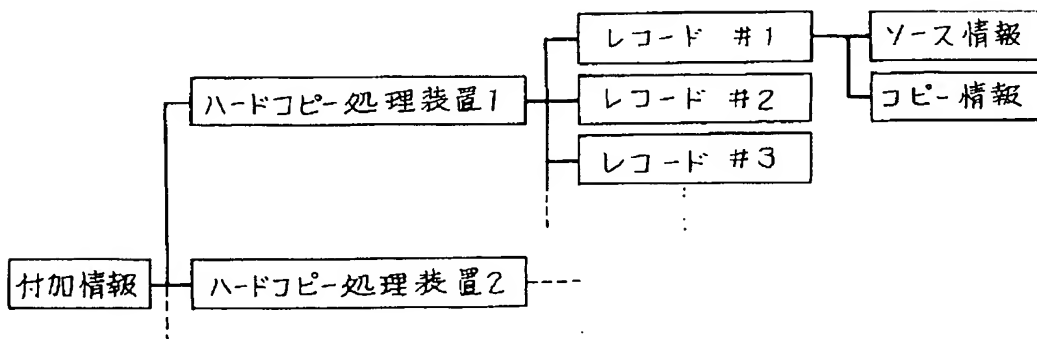 レコード #1
ソース情報
ハードコピー処理装置1
レコード #2
コピー情報
レコード #3
付加情報
ハードコピー処理装置2